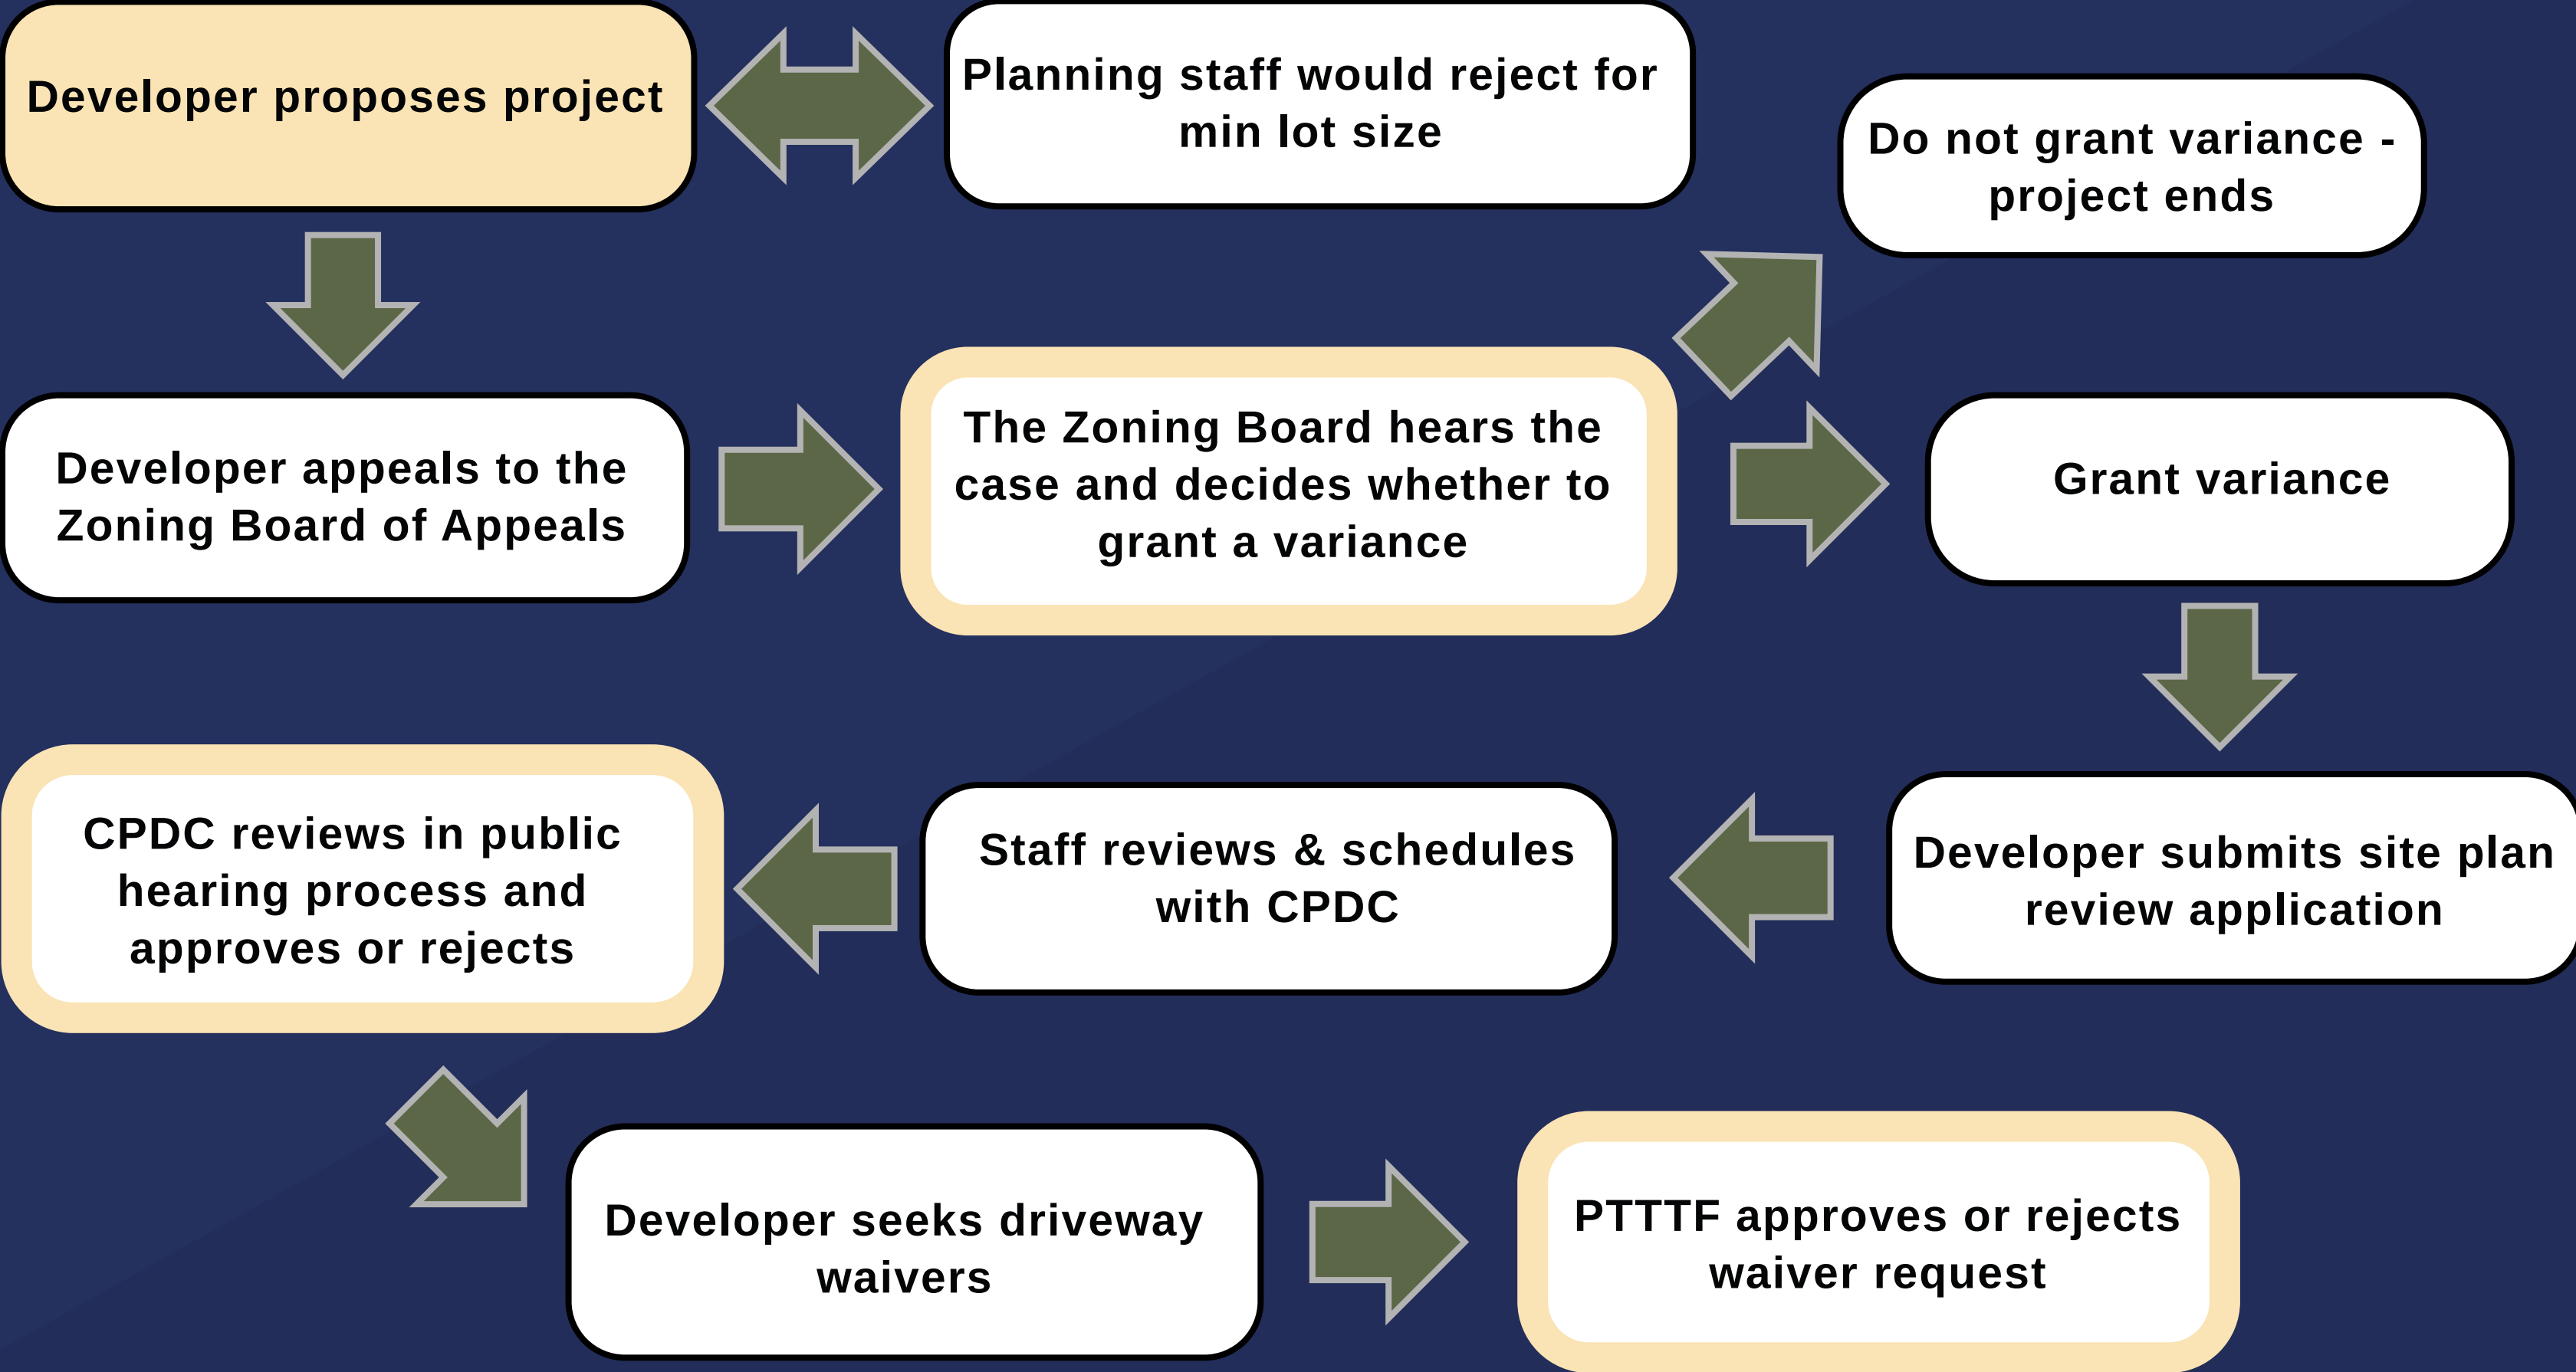 Developer proposes project
Planning staff would reject for
min lot size
Do not grant variance -
project ends
Developer appeals to the
Zoning Board of Appeals
The Zoning Board hears the
case and decides whether to
grant a variance
Grant variance
Developer submits site plan
review application
Staff reviews & schedules
with CPDC
CPDC reviews in public
hearing process and
approves or rejects
Developer seeks driveway
waivers
PTTTF approves or rejects
waiver request